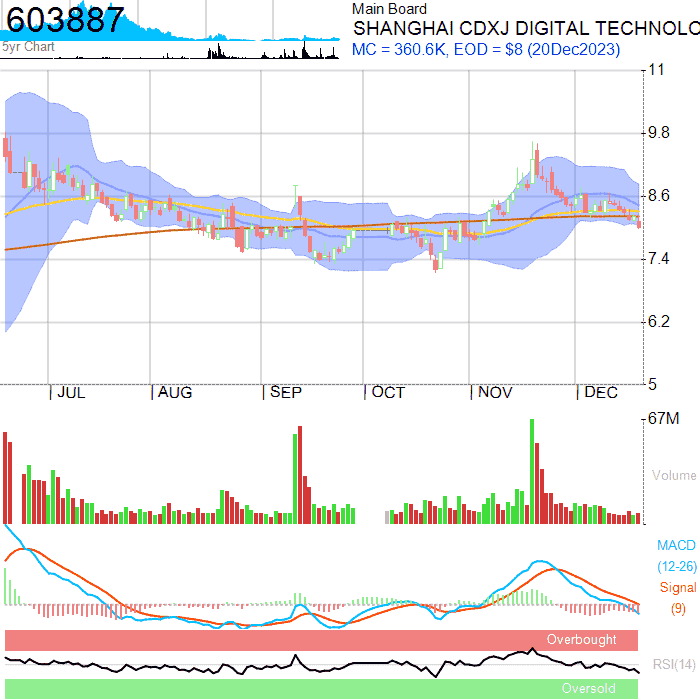 603887
5yr Chart
Main Board
SHANGHAI CDXJ DIGITAL TECHNOLO
MC = 360.6K, EOD = $8 (20Dec2023)
11
9.8
8.6
7.4
6.2
5
JUL AUG SEP OCT NOV DEC
67M
Volume
MACD
(12-26)
Signal
(9)
Overbought
RSI(14)
Oversold